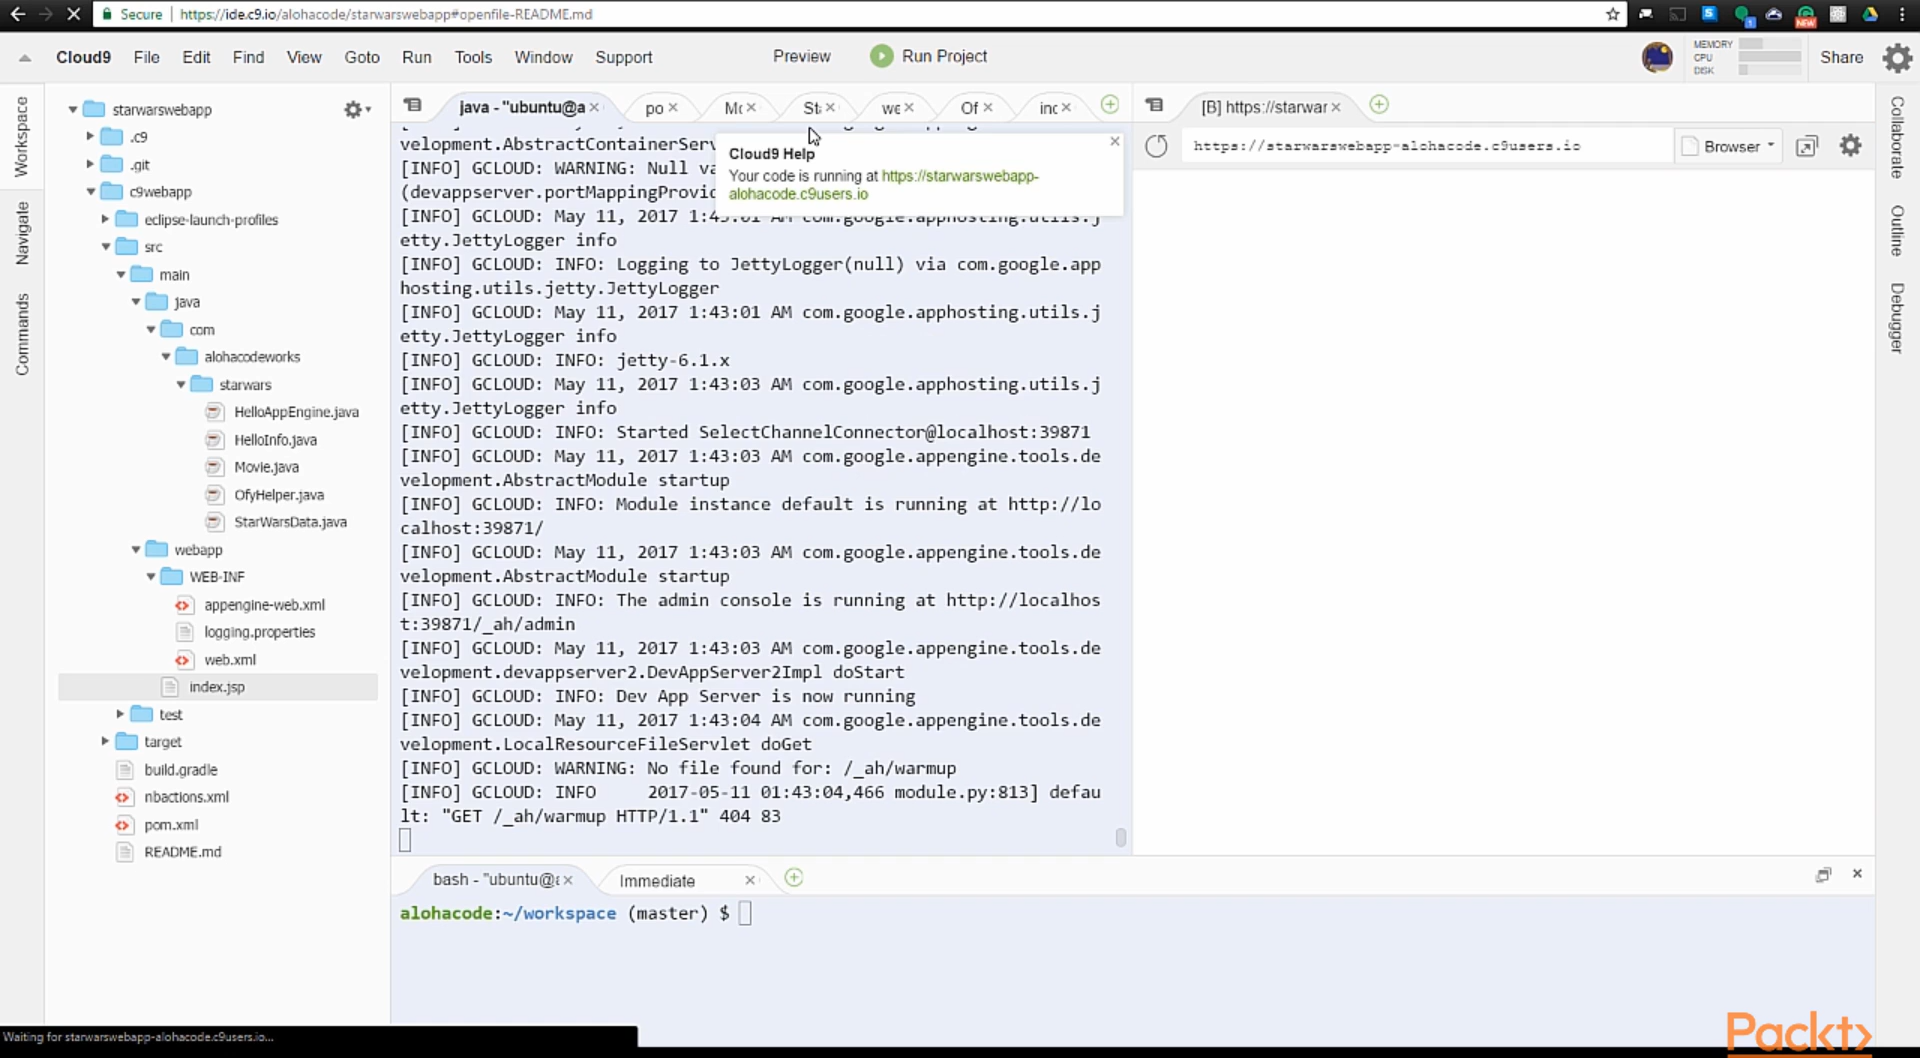 Secure https://ide.c9.io/alohacode/starwarswebapp#openfile-README.md
NEW
Cloud9 File Edit Find View Goto Run Tools Window Support Preview Run Project MEMORY CPU DISK Share
Workspace
Navigate
Commands
starwarswebapp
.c9
.git
c9webapp
eclipse-launch-profiles
src
main
java
com
alohacodeworks
starwars
HelloAppEngine.java
HelloInfo.java
Movie.java
OfyHelper.java
StarWarsData.java
webapp
WEB-INF
appengine-web.xml
logging.properties
web.xml
index.jsp
test
target
build.gradle
nbactions.xml
pom.xml
README.md
java - "ubuntu@a po Mo St we Of inc
velopment.AbstractContainerServ
[INFO] GCLOUD: WARNING: Null va
(devappserver.portMappingProvic
[INFO] GCLOUD: May 11, 2017 1:43:01 AM com.google.apphosting.utils.j
etty.JettyLogger info
[INFO] GCLOUD: INFO: Logging to JettyLogger(null) via com.google.app
hosting.utils.jetty.JettyLogger
[INFO] GCLOUD: May 11, 2017 1:43:01 AM com.google.apphosting.utils.j
etty.JettyLogger info
[INFO] GCLOUD: INFO: jetty-6.1.x
[INFO] GCLOUD: May 11, 2017 1:43:03 AM com.google.apphosting.utils.j
etty.JettyLogger info
[INFO] GCLOUD: INFO: Started SelectChannelConnector@localhost:39871
[INFO] GCLOUD: May 11, 2017 1:43:03 AM com.google.appengine.tools.de
velopment.AbstractModule startup
[INFO] GCLOUD: INFO: Module instance default is running at http://lo
calhost:39871/
[INFO] GCLOUD: May 11, 2017 1:43:03 AM com.google.appengine.tools.de
velopment.AbstractModule startup
[INFO] GCLOUD: INFO: The admin console is running at http://localhos
t:39871/_ah/admin
[INFO] GCLOUD: May 11, 2017 1:43:03 AM com.google.appengine.tools.de
velopment.devappserver2.DevAppServer2Impl doStart
[INFO] GCLOUD: INFO: Dev App Server is now running
[INFO] GCLOUD: May 11, 2017 1:43:04 AM com.google.appengine.tools.de
velopment.LocalResourceFileServlet doGet
[INFO] GCLOUD: WARNING: No file found for: /_ah/warmup
[INFO] GCLOUD: INFO     2017-05-11 01:43:04,466 module.py:813] defau
lt: "GET /_ah/warmup HTTP/1.1" 404 83
Cloud9 Help
Your code is running at https://starwarswebapp-
alohacode.c9users.io
[B] https://starwar
https://starwarswebapp-alohacode.c9users.io Browser
Collaborate
Outline
Debugger
bash - "ubuntu@a Immediate
alohacode:~/workspace (master) $
Waiting for starwarswebapp-alohacode.c9users.io...
Packt>